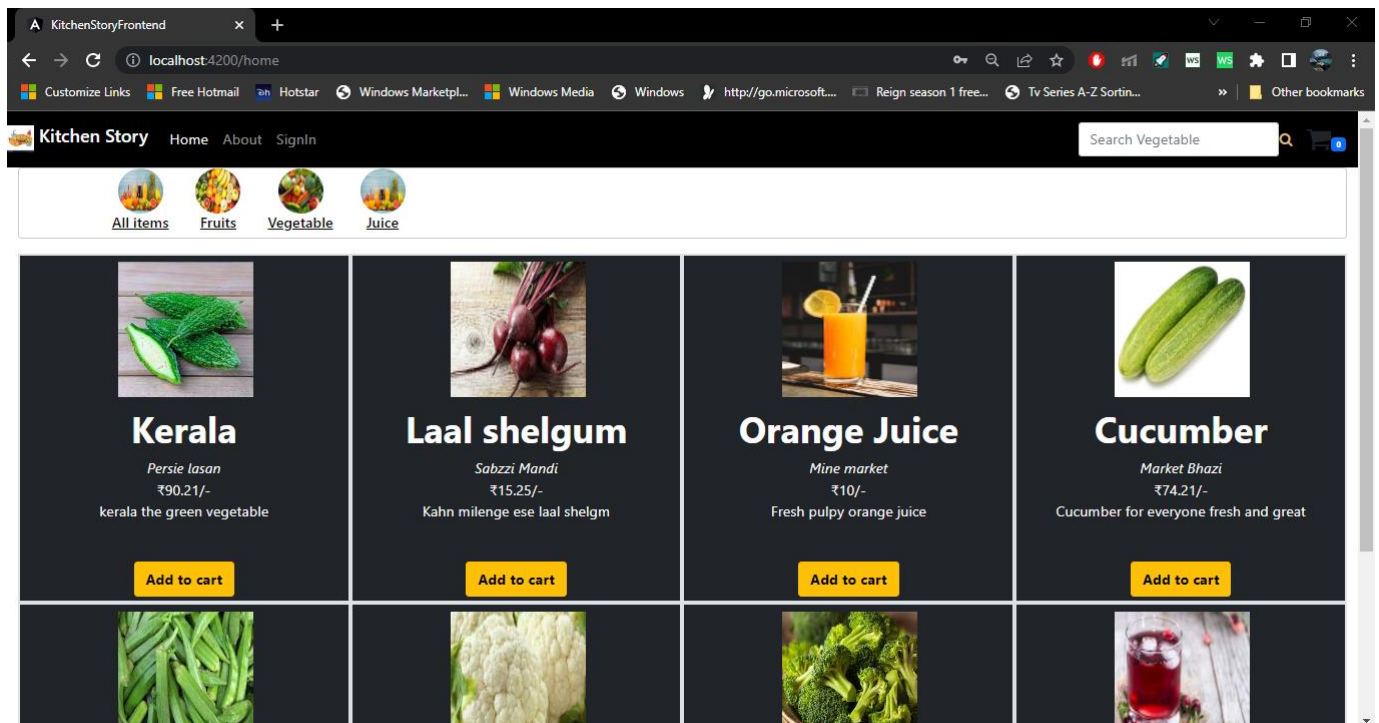 KitchenStoryFrontend
localhost:4200/home
Customize Links Free Hotmail Hotstar Windows Marketpl... Windows Media Windows http://go.microsoft.... Reign season 1 free... Tv Series A-Z Sortin... » Other bookmarks
Kitchen Story Home About SignIn Search Vegetable 0
All items Fruits Vegetable Juice
Kerala Laal shelgum Orange Juice Cucumber
Persie lasan Sabzzi Mandi Mine market Market Bhazi
₹90.21/- ₹15.25/- ₹10/- ₹74.21/-
kerala the green vegetable Kahn milenge ese laal shelgm Fresh pulpy orange juice Cucumber for everyone fresh and great
Add to cart Add to cart Add to cart Add to cart